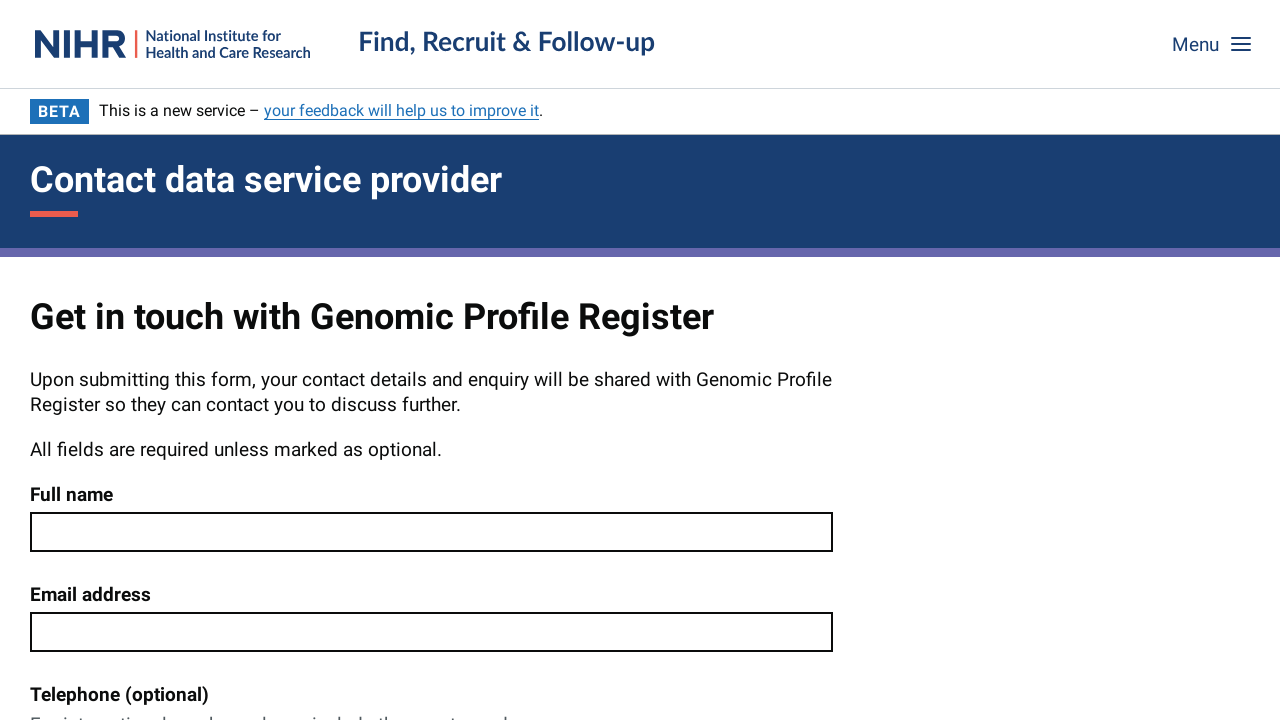 NIHR
National Institute for
Health and Care Research
Find, Recruit & Follow-up
Menu
BETA This is a new service – your feedback will help us to improve it.
Contact data service provider
Get in touch with Genomic Profile Register
Upon submitting this form, your contact details and enquiry will be shared with Genomic Profile
Register so they can contact you to discuss further.
All fields are required unless marked as optional.
Full name
Email address
Telephone (optional)